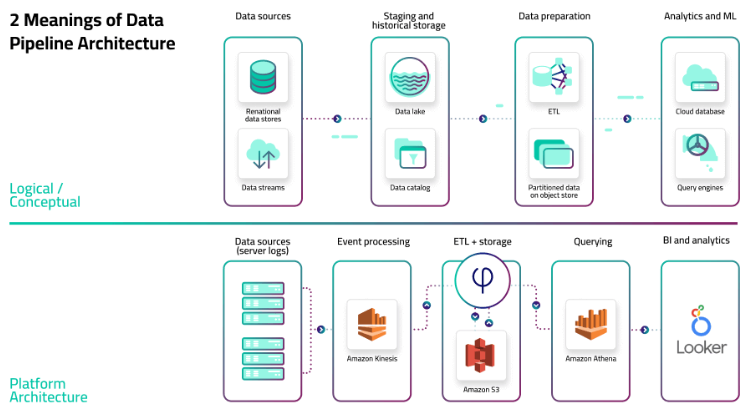 2 Meanings of Data
Pipeline Architecture
Data sources
Staging and
historical storage
Data preparation
Analytics and ML
Renational
data stores
Data lake
ETL
Cloud database
Data streams
Data catalog
Partitioned data
on object store
Query engines
Logical /
Conceptual
Data sources
(server logs)
Event processing
ETL + storage
Querying
BI and analytics
Amazon Kinesis
Amazon S3
Amazon Athena
Looker
Platform
Architecture